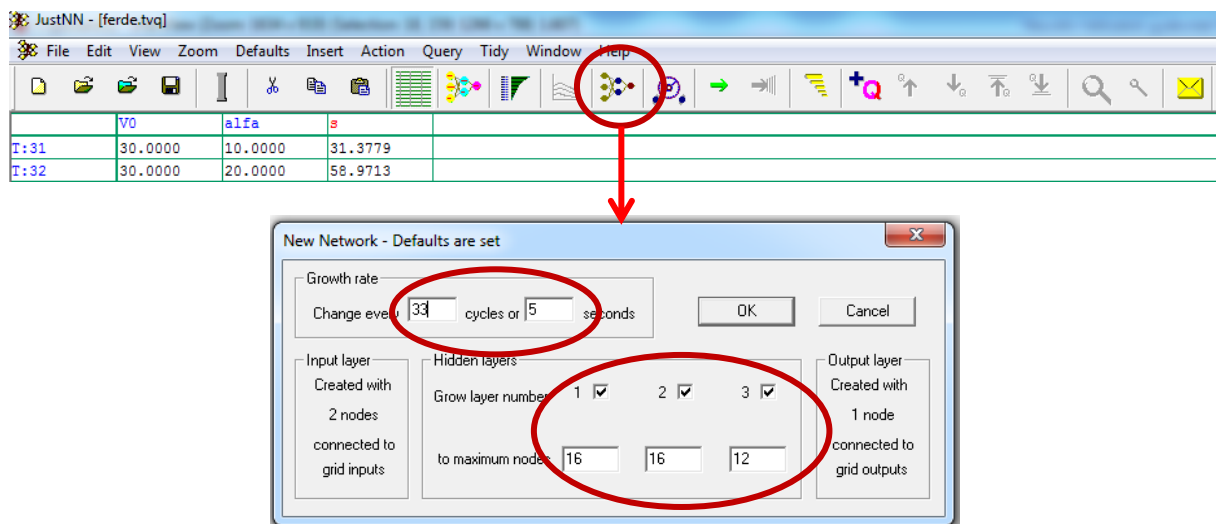 JustNN - [ferde.tvq]
File Edit View Zoom Defaults Insert Action Query Tidy Window Help
V0 alfa s
T:31 30.0000 10.0000 31.3779
T:32 30.0000 20.0000 58.9713
New Network - Defaults are set
Growth rate
Change every 33 cycles or 5 seconds
OK Cancel
Input layer
Created with
2 nodes
connected to
grid inputs
Hidden layers
Grow layer number 1 2 3
to maximum nodes 16 16 12
Output layer
Created with
1 node
connected to
grid outputs